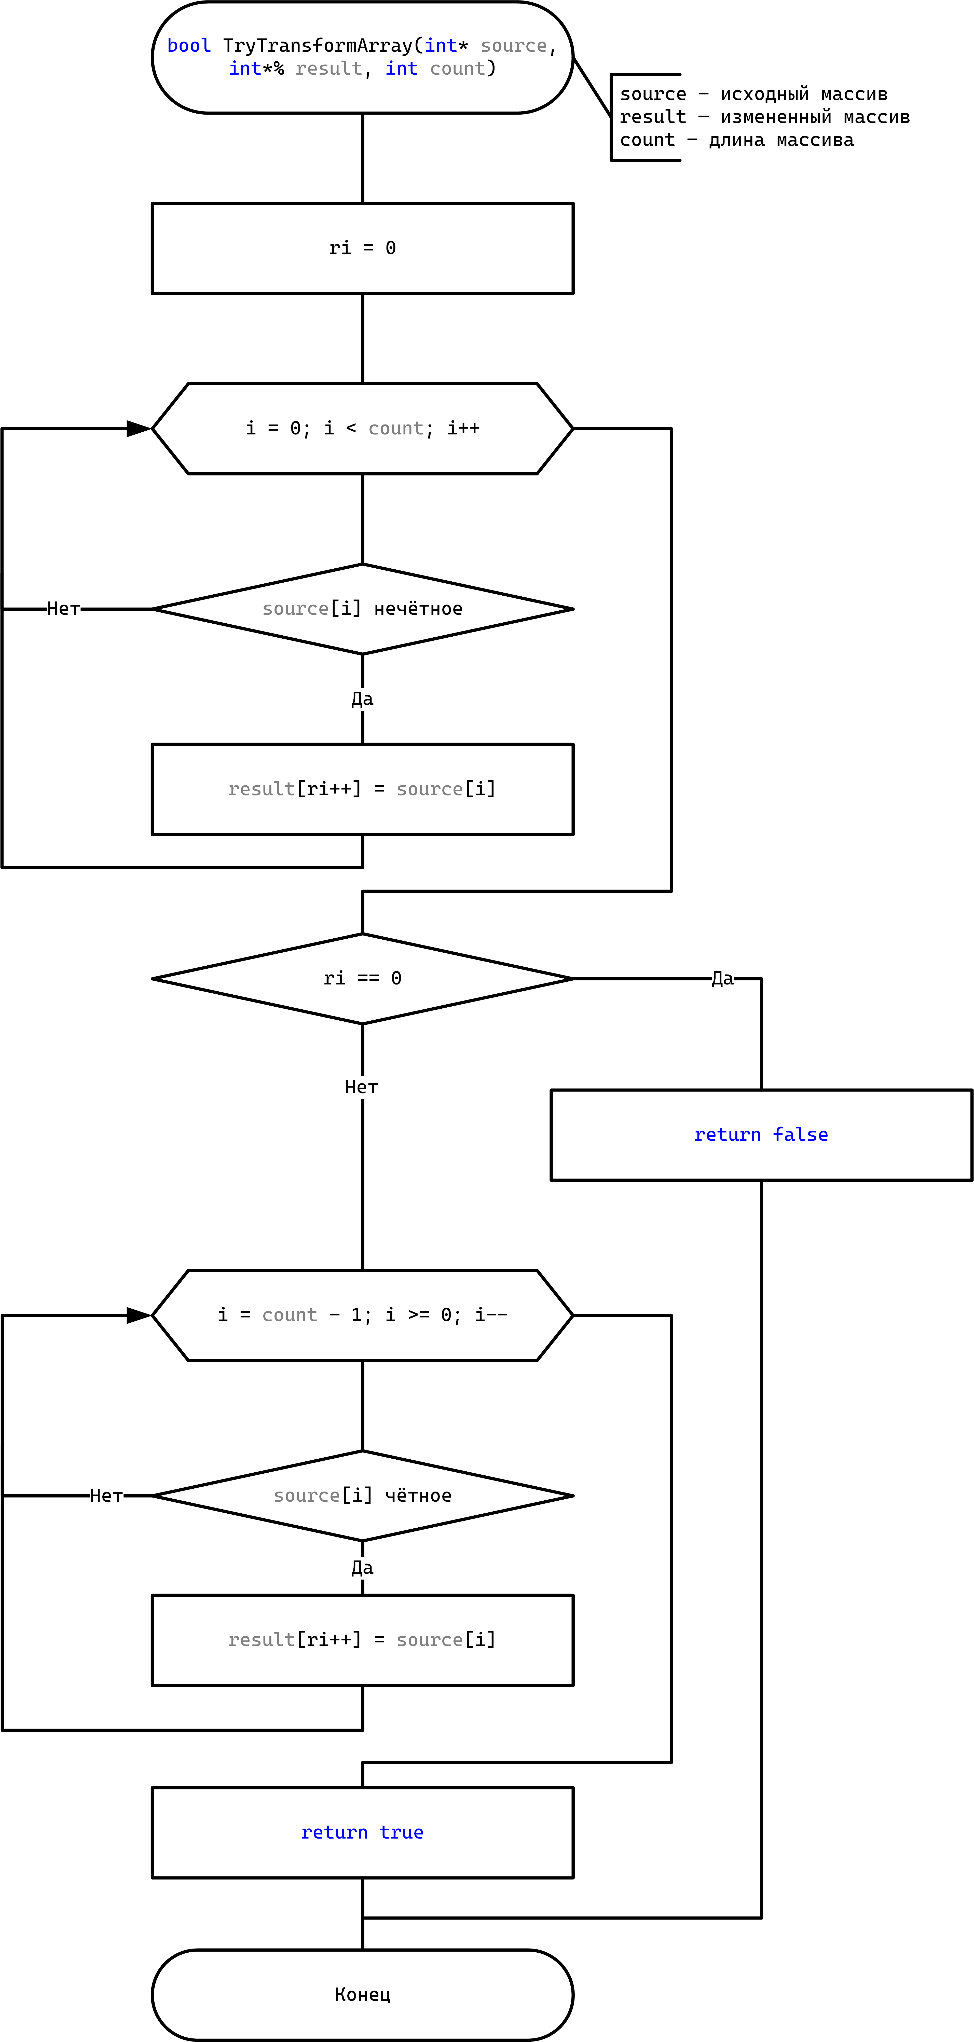 bool TryTransformArray(int* source,
int*% result, int count)
source – исходный массив
result – измененный массив
count – длина массива
ri = 0
i = 0; i < count; i++
source[i] нечётное
Нет
Да
result[ri++] = source[i]
ri == 0
Да
Нет
return false
i = count - 1; i >= 0; i--
source[i] чётное
Нет
Да
result[ri++] = source[i]
return true
Конец